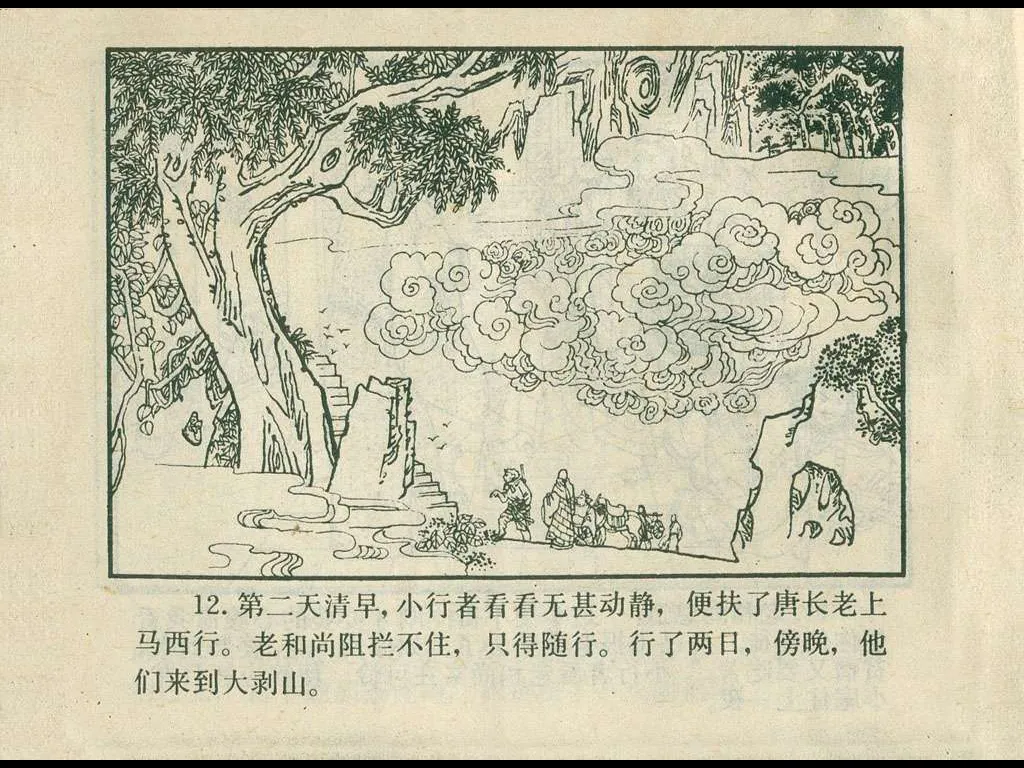 12. 第二天清早，小行者看看无甚动静，便扶了唐长老上
马西行。老和尚阻拦不住，只得随行。行了两日，傍晚，他
们来到大剥山。